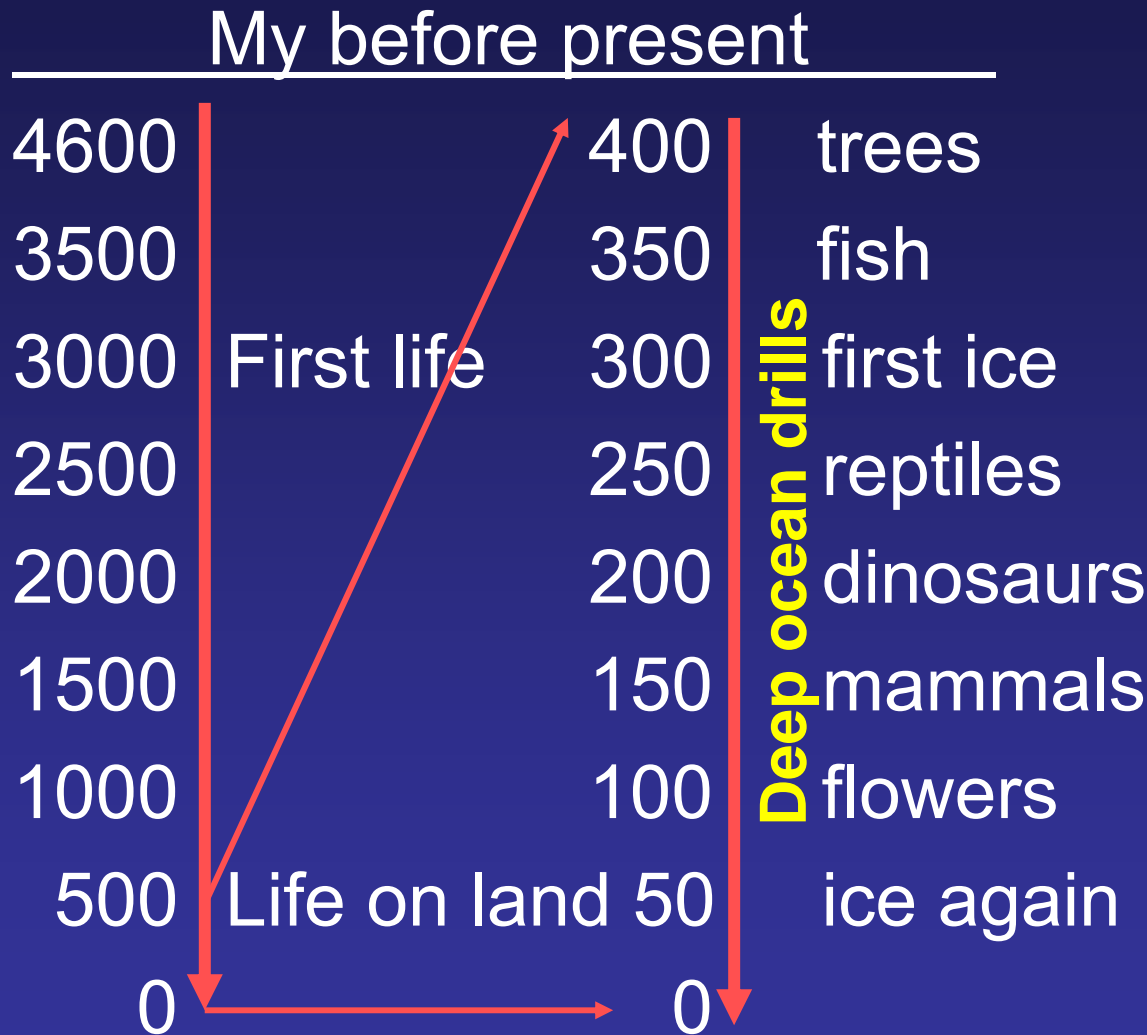 My before present
4600 400 trees
3500 350 fish
3000 First life 300 first ice
2500 250 reptiles
2000 200 dinosaurs
1500 150 mammals
1000 100 flowers
500 Life on land 50 ice again
0 0
Deep ocean drills